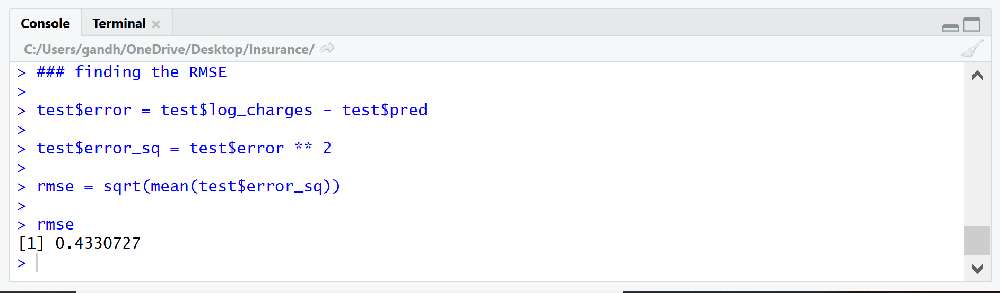 Console Terminal
C:/Users/gandh/OneDrive/Desktop/Insurance/
> ### finding the RMSE
>
> test$error = test$log_charges - test$pred
>
> test$error_sq = test$error ** 2
>
> rmse = sqrt(mean(test$error_sq))
>
> rmse
[1] 0.4330727
>